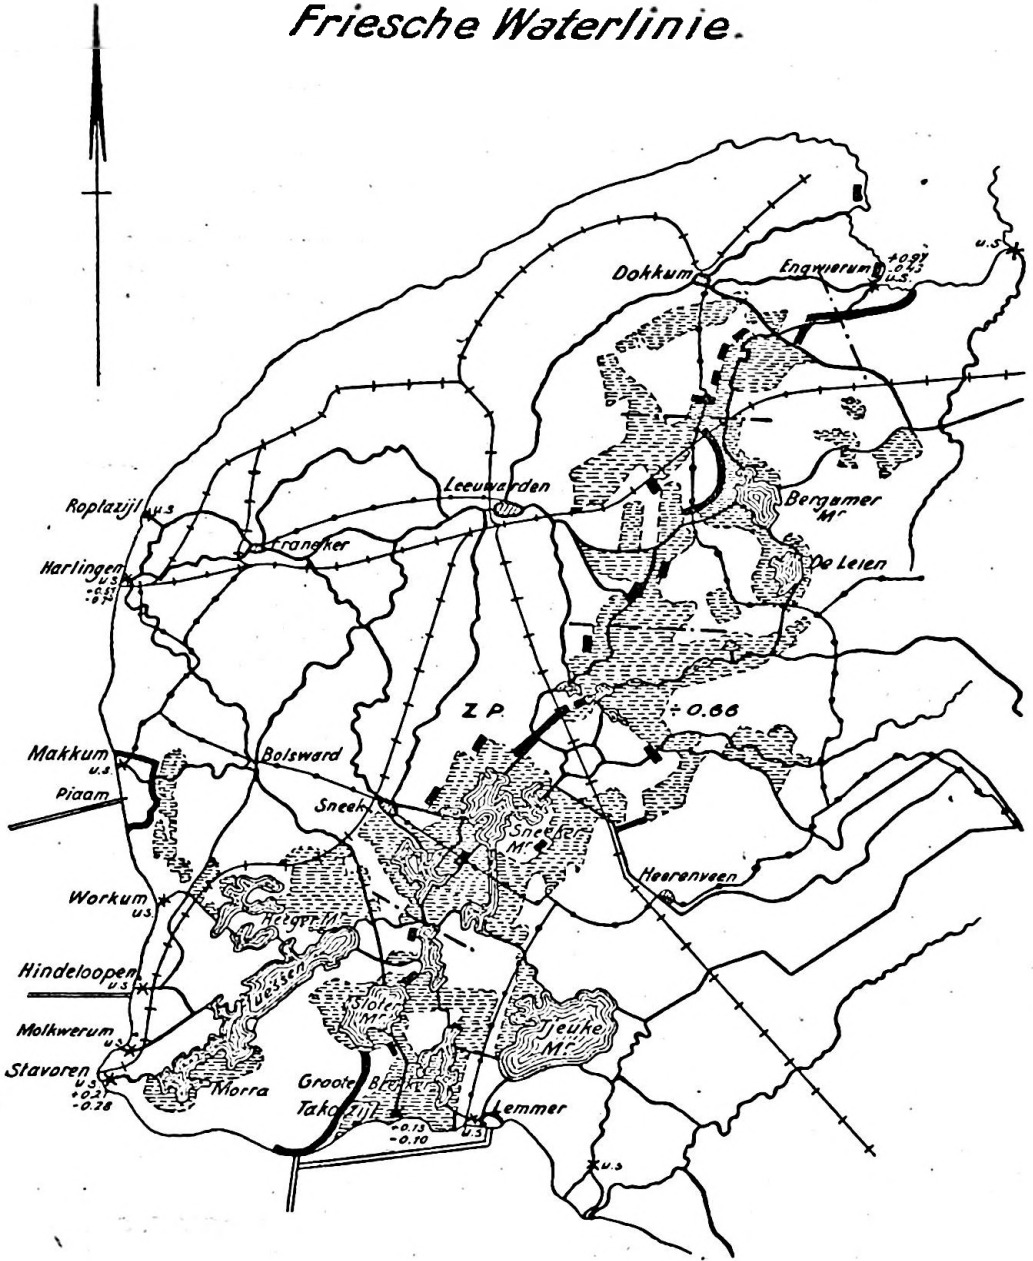 Friesche Waterlinie.
u.s
Dokkum
Engwierum
+0.97
-0.43
u.s.
Leeuwarden
Roptazijl u.s
Bergumer
Mr
Franeker
Harlingen
u.s
De Leien
Z P.
÷ 0.66
Makkum
u.s.
Bolsward
Piaam
Sneek
Sneeker
Mr
Heerenveen
Workum
u.s.
Heeger Mr
Hindeloopen
u.s
Sloter
Mr
Tjeuke
Mr
Molkwerum
u.s
Stavoren
u.s
+0.21
-0.28
Morra
Groote Brekken
Takozijl
Lemmer
+0.13
-0.10
u.s
u.s